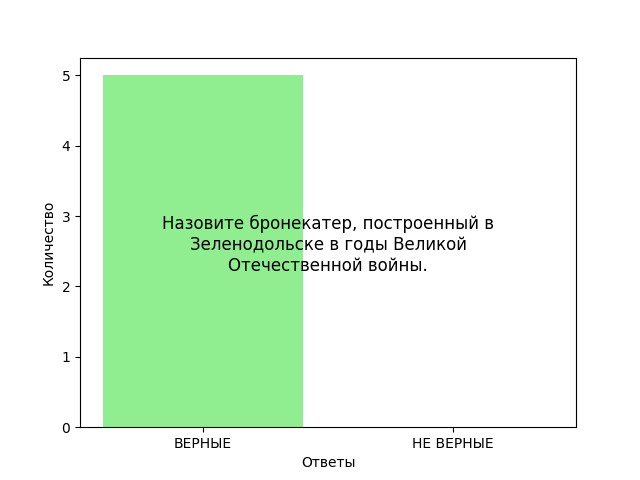 5
4
3
2
1
0
Количество
Назовите бронекатер, построенный в
Зеленодольске в годы Великой
Отечественной войны.
ВЕРНЫЕ
НЕ ВЕРНЫЕ
Ответы